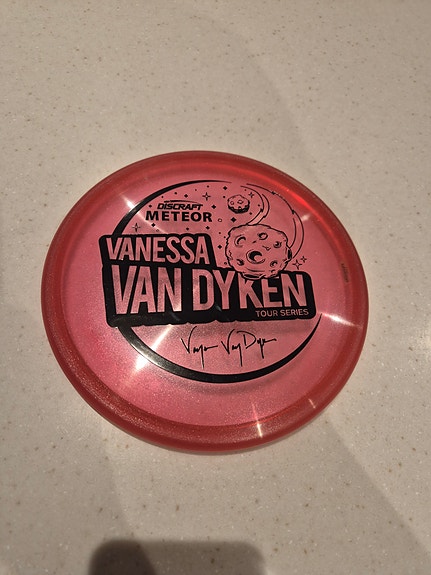 DISCRAFT
METEOR
VANESSA
VAN DYKEN
TOUR SERIES